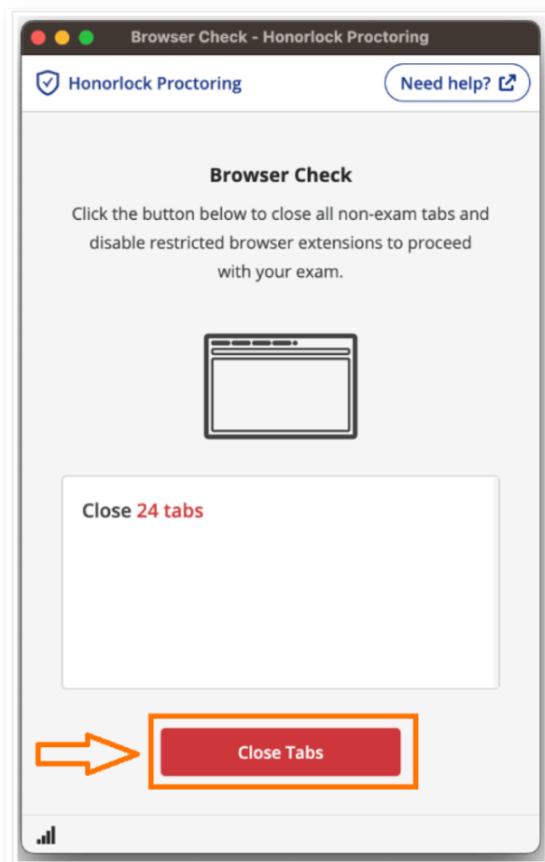 Browser Check - Honorlock Proctoring
Honorlock Proctoring
Need help?
Browser Check
Click the button below to close all non-exam tabs and
disable restricted browser extensions to proceed
with your exam.
Close 24 tabs
Close Tabs